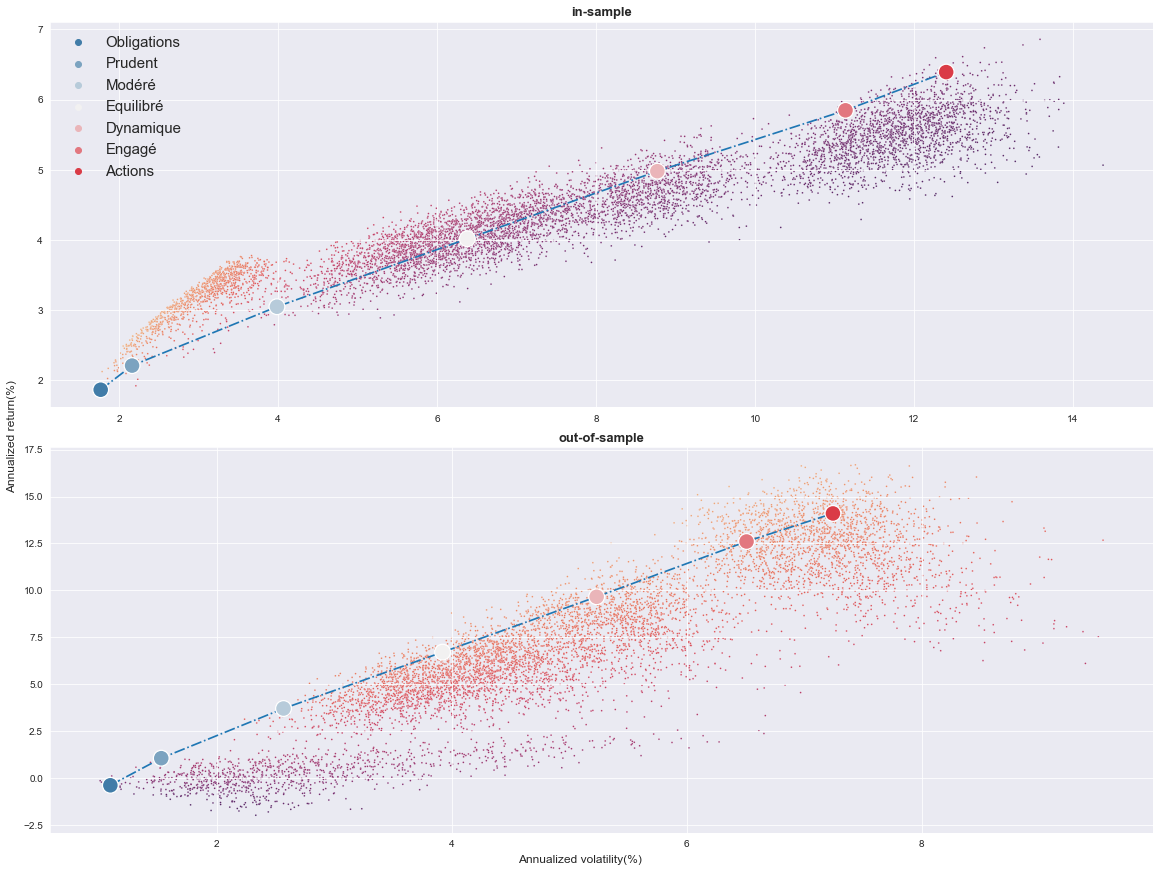 in-sample
Obligations
Prudent
Modéré
Equilibré
Dynamique
Engagé
Actions
7
6
5
4
3
2
2 4 6 8 10 12 14
Annualized return(%)
out-of-sample
17.5
15.0
12.5
10.0
7.5
5.0
2.5
0.0
−2.5
2 4 6 8
Annualized volatility(%)